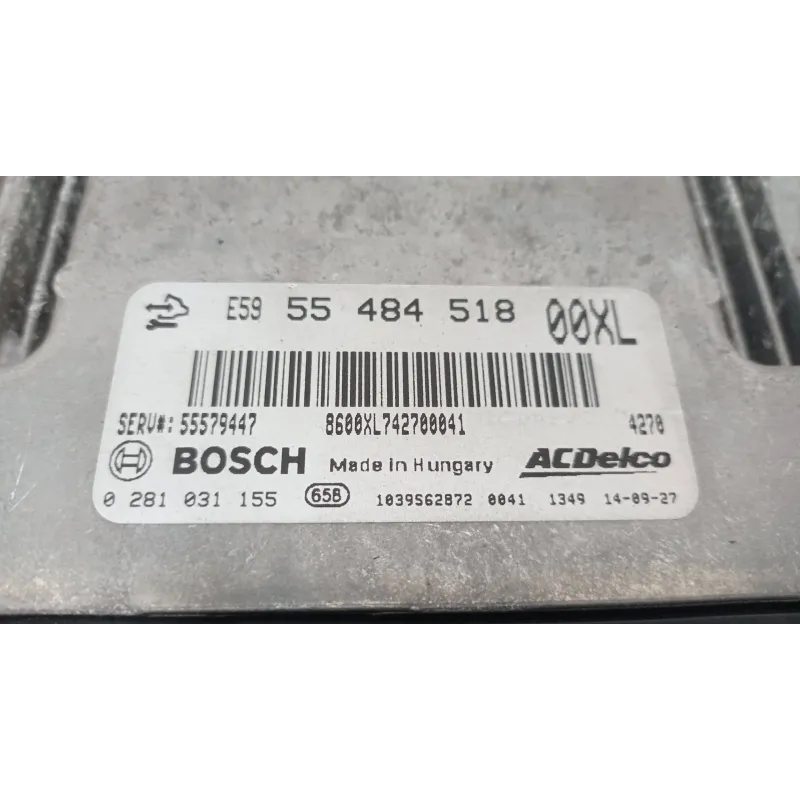 E59 55 484 518 00XL
SERV#: 55579447 8600XL742700041 4270
BOSCH Made in Hungary ACDelco
0 281 031 155 65B 1039S62872 0041 1349 14-09-27